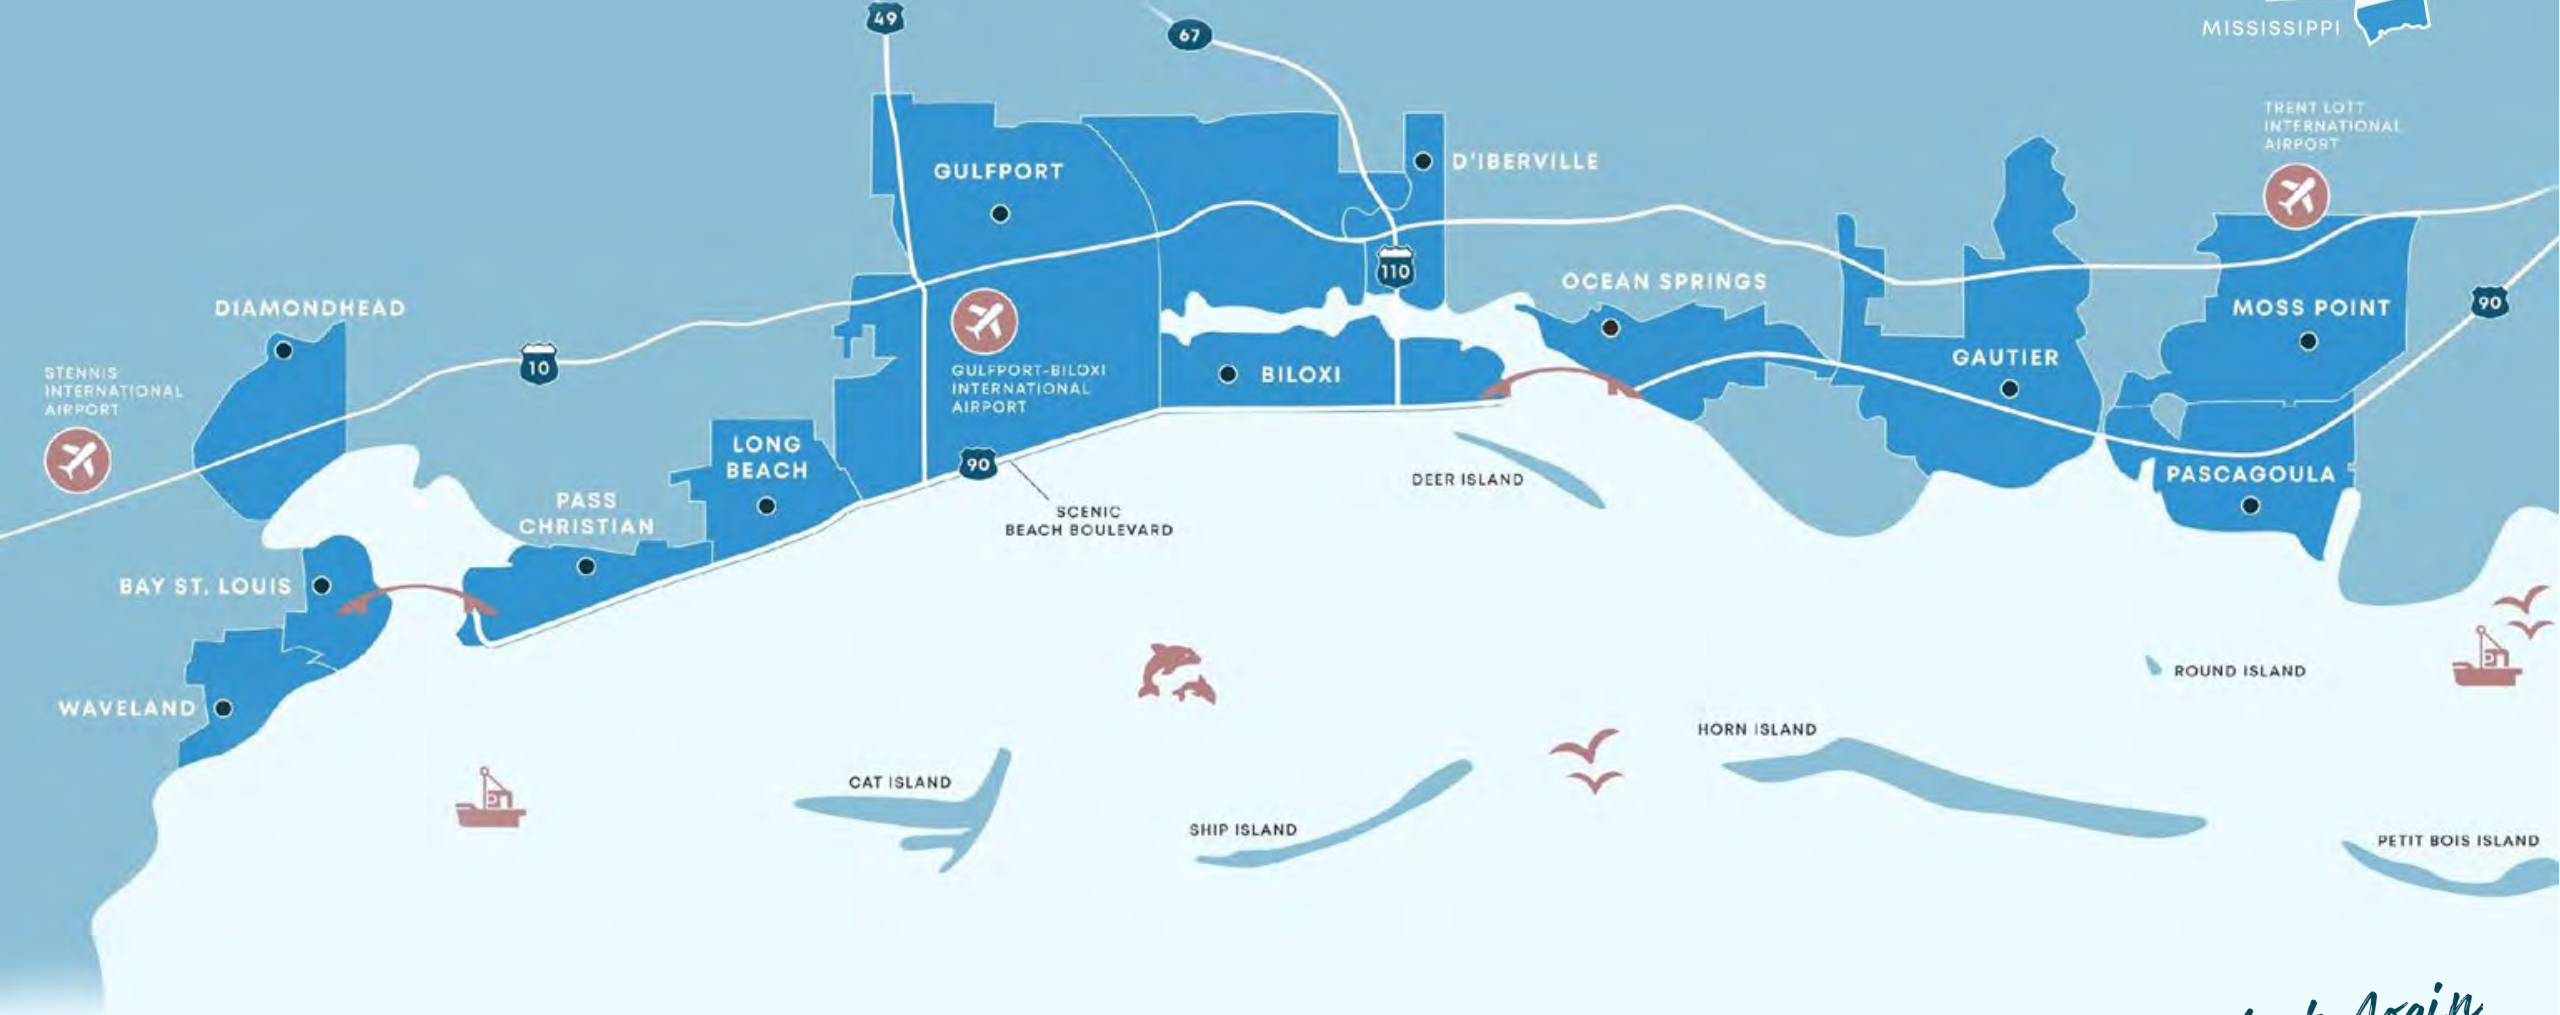 49
67
MISSISSIPPI
TRENT LOTT
INTERNATIONAL
AIRPORT
GULFPORT
D'IBERVILLE
110
OCEAN SPRINGS
DIAMONDHEAD
MOSS POINT
90
STENNIS
INTERNATIONAL
AIRPORT
10
GULFPORT-BILOXI
INTERNATIONAL
AIRPORT
BILOXI
GAUTIER
LONG
BEACH
90
DEER ISLAND
PASCAGOULA
PASS
CHRISTIAN
SCENIC
BEACH BOULEVARD
BAY ST. LOUIS
ROUND ISLAND
WAVELAND
HORN ISLAND
CAT ISLAND
SHIP ISLAND
PETIT BOIS ISLAND